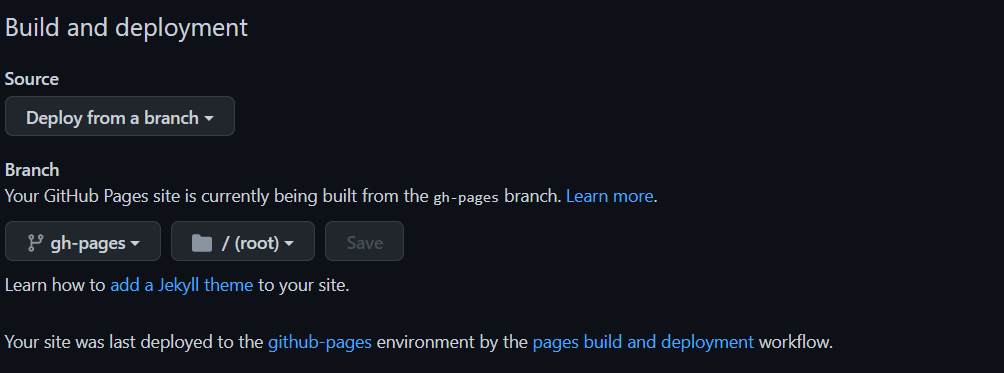 Build and deployment
Source
Deploy from a branch
Branch
Your GitHub Pages site is currently being built from the gh-pages branch. Learn more.
gh-pages / (root) Save
Learn how to add a Jekyll theme to your site.
Your site was last deployed to the github-pages environment by the pages build and deployment workflow.